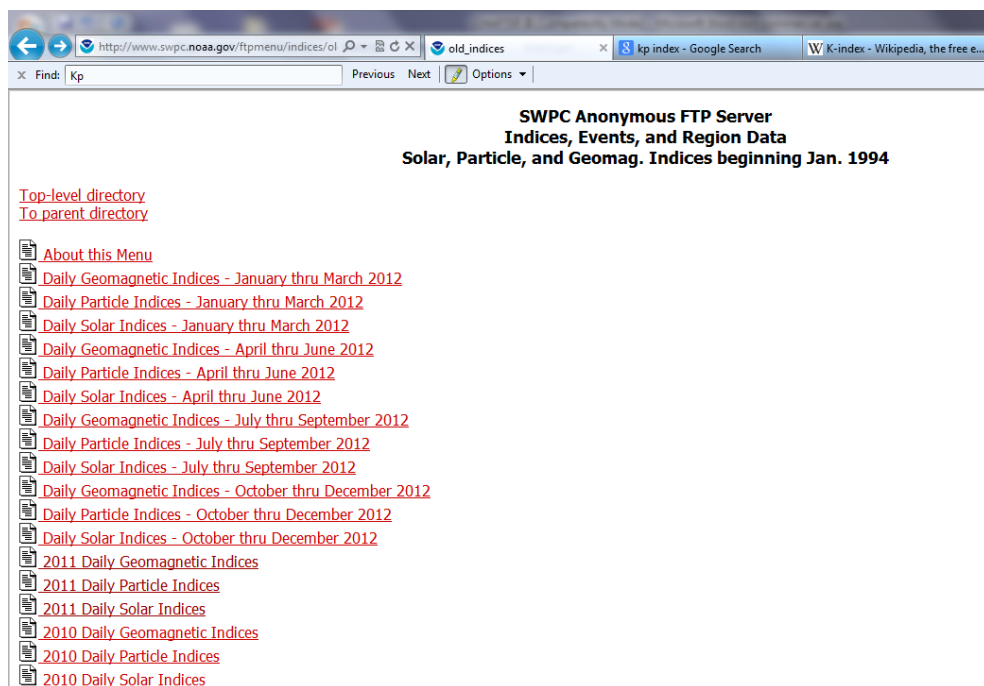 http://www.swpc.noaa.gov/ftpmenu/indices/ol
old_indices
kp index - Google Search
K-index - Wikipedia, the free e...
Find: Kp
Previous Next Options
SWPC Anonymous FTP Server
Indices, Events, and Region Data
Solar, Particle, and Geomag. Indices beginning Jan. 1994
Top-level directory
To parent directory
About this Menu
Daily Geomagnetic Indices - January thru March 2012
Daily Particle Indices - January thru March 2012
Daily Solar Indices - January thru March 2012
Daily Geomagnetic Indices - April thru June 2012
Daily Particle Indices - April thru June 2012
Daily Solar Indices - April thru June 2012
Daily Geomagnetic Indices - July thru September 2012
Daily Particle Indices - July thru September 2012
Daily Solar Indices - July thru September 2012
Daily Geomagnetic Indices - October thru December 2012
Daily Particle Indices - October thru December 2012
Daily Solar Indices - October thru December 2012
2011 Daily Geomagnetic Indices
2011 Daily Particle Indices
2011 Daily Solar Indices
2010 Daily Geomagnetic Indices
2010 Daily Particle Indices
2010 Daily Solar Indices